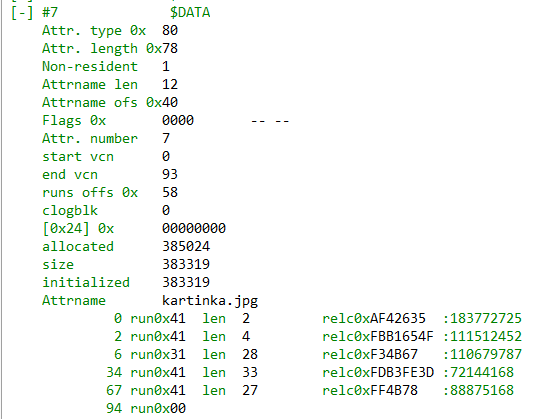 [-] #7 $DATA
Attr. type 0x 80
Attr. length 0x78
Non-resident 1
Attrname len 12
Attrname ofs 0x40
Flags 0x 0000 -- --
Attr. number 7
start vcn 0
end vcn 93
runs offs 0x 58
clogblk 0
[0x24] 0x 00000000
allocated 385024
size 383319
initialized 383319
Attrname kartinka.jpg
0 run0x41 len 2 relc0xAF42635 :183772725
2 run0x41 len 4 relc0xFBB1654F :111512452
6 run0x31 len 28 relc0xF34B67 :110679787
34 run0x41 len 33 relc0xFDB3FE3D :72144168
67 run0x41 len 27 relc0xFF4B78 :88875168
94 run0x00